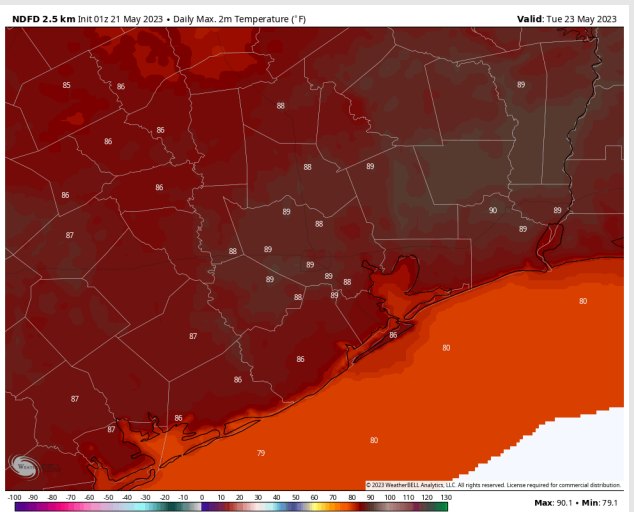 NDFD 2.5 km Init 01z 21 May 2023 • Daily Max. 2m Temperature (°F)
Valid: Tue 23 May 2023
85 86 89
88
86
86
88 89
86
86
89 90 89
88
87 89
88 89
89
89 89 88
88 89
80
87 86
80
86
86
87
86
87
80
79
© 2023 WeatherBELL Analytics, LLC. All rights reserved. License required for commercial distribution.
-100 -90 -80 -70 -60 -50 -40 -30 -20 -10 0 10 20 30 40 50 60 70 80 90 100 110 120 130
Max: 90.1 • Min: 79.1